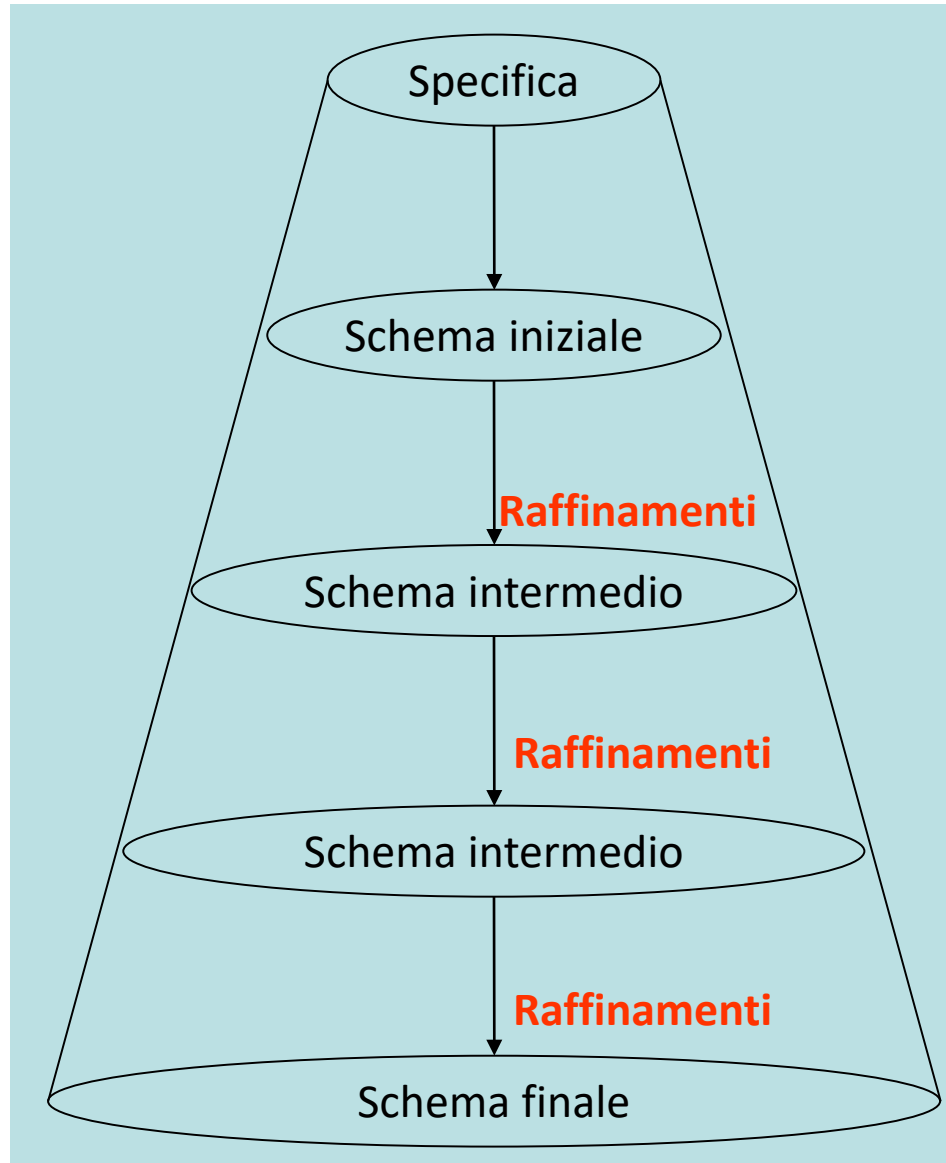 Specifica
Schema iniziale
Raffinamenti
Schema intermedio
Raffinamenti
Schema intermedio
Raffinamenti
Schema finale